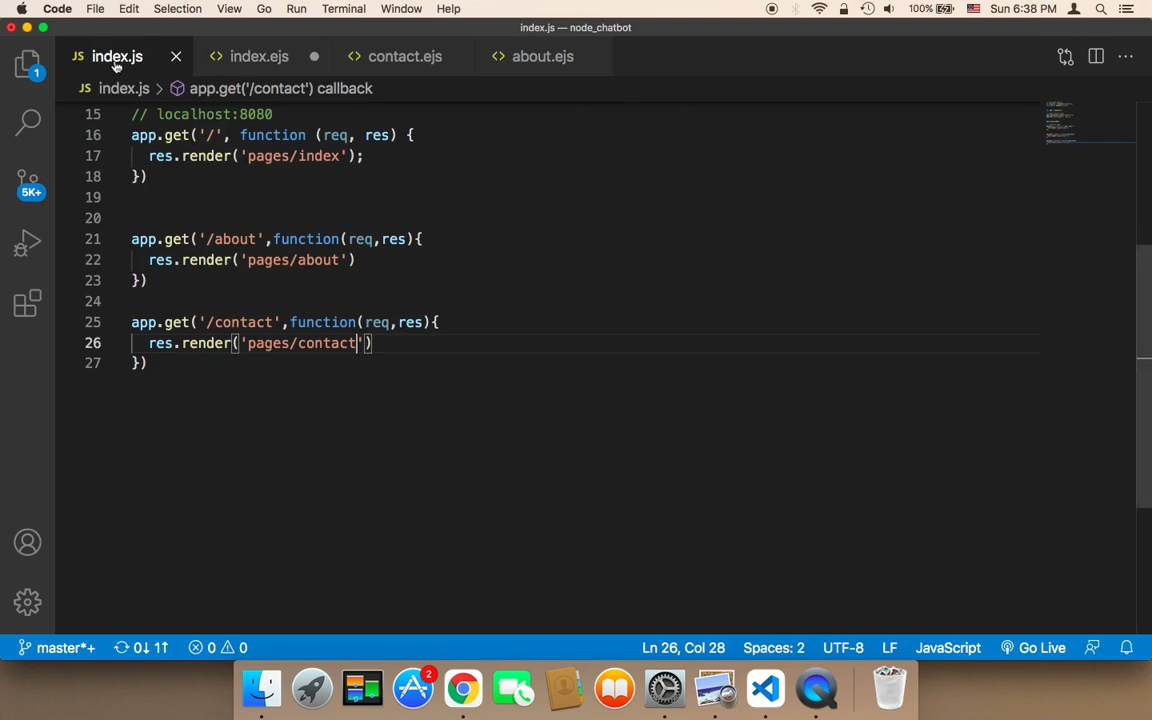 Code File Edit Selection View Go Run Terminal Window Help 100% Sun 6:38 PM
index.js — node_chatbot
JS index.js index.ejs contact.ejs about.ejs
1
JS index.js > app.get('/contact') callback
15 // localhost:8080
16 app.get('/', function (req, res) {
17 res.render('pages/index');
18 })
19
5K+
20
21 app.get('/about',function(req,res){
22 res.render('pages/about')
23 })
24
25 app.get('/contact',function(req,res){
26 res.render('pages/contact')
27 })
master*+ 0↓ 1↑ 0 0 Ln 26, Col 28 Spaces: 2 UTF-8 LF JavaScript Go Live
2